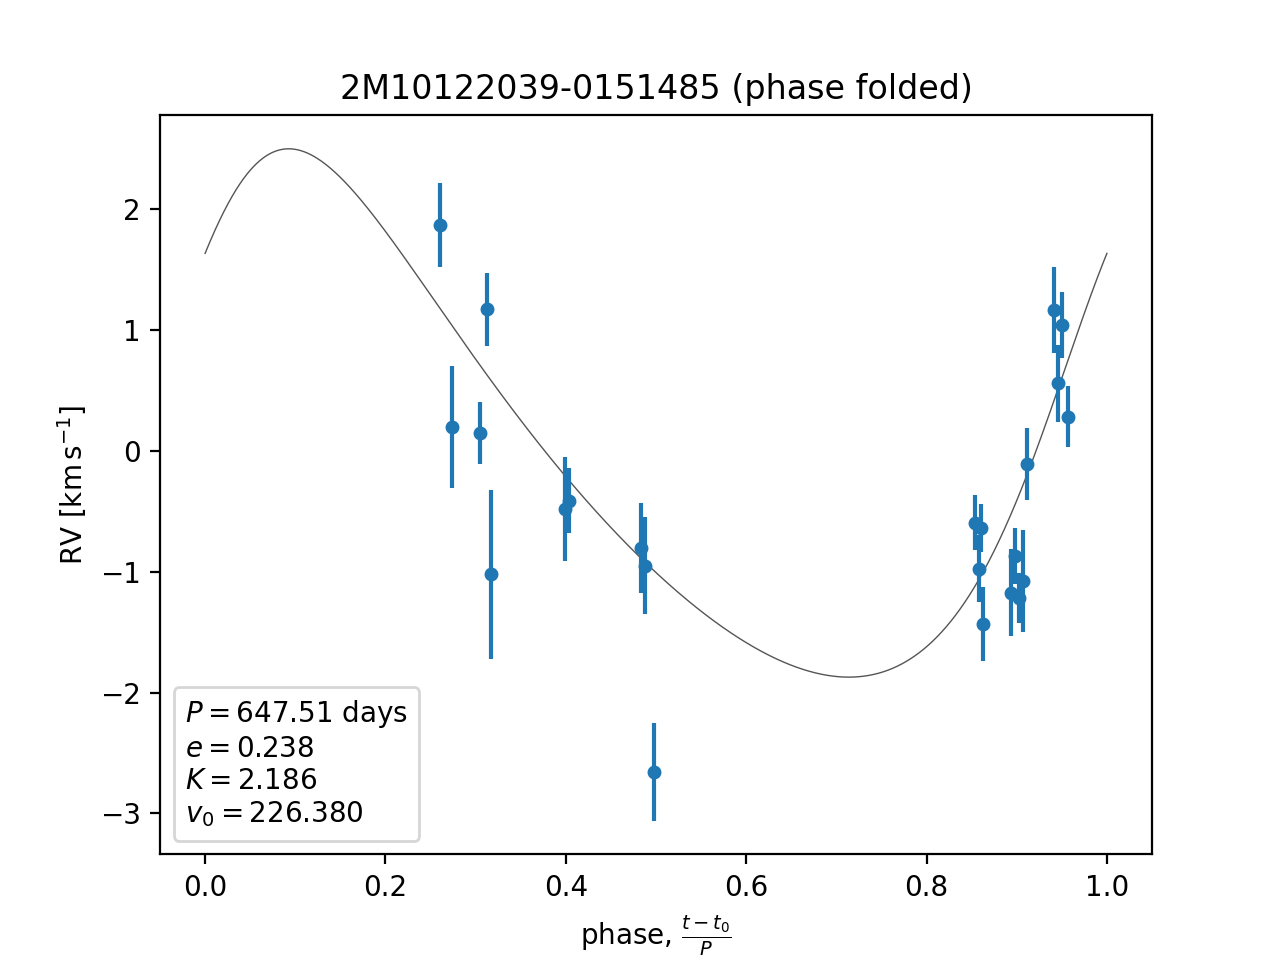 2M10122039-0151485 (phase folded)
RV [km s⁻¹]
2
1
0
−1
−2
−3
P = 647.51 days
e = 0.238
K = 2.186
v₀ = 226.380
0.0 0.2 0.4 0.6 0.8 1.0
phase, (t − t₀)/P